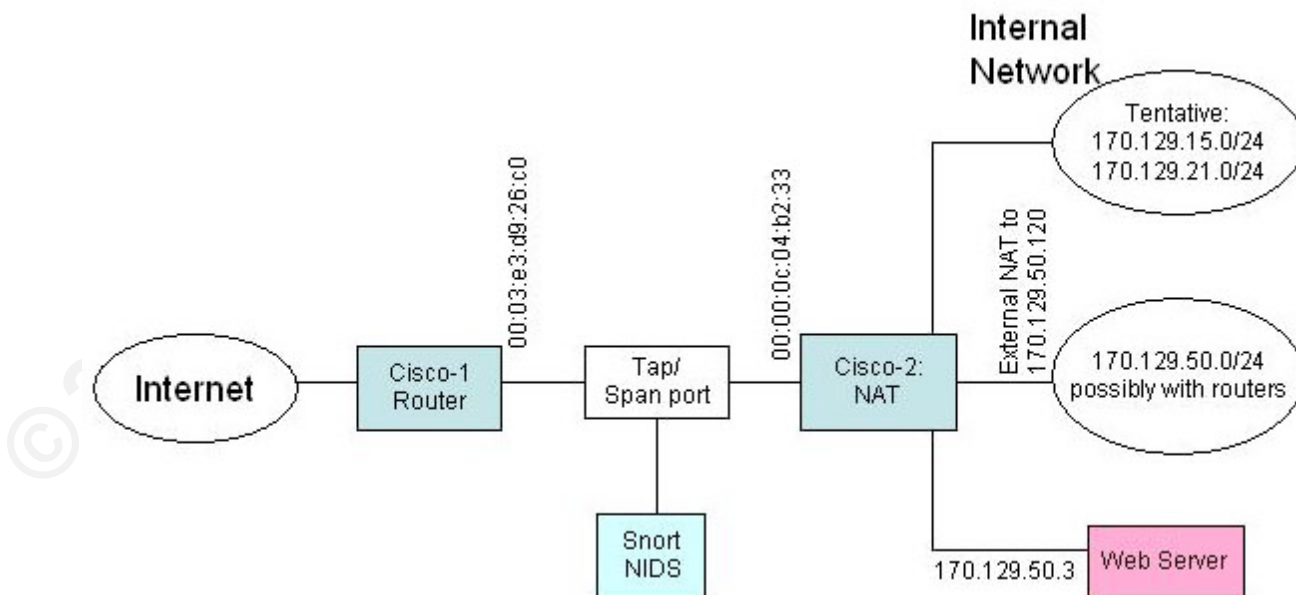 Internal
Network
Tentative:
170.129.15.0/24
170.129.21.0/24
00:03:e3:d9:26:c0
00:00:0c:04:b2:33
External NAT to
170.129.50.120
Internet
Cisco-1
Router
Tap/
Span port
Cisco-2:
NAT
170.129.50.0/24
possibly with routers
Snort
NIDS
170.129.50.3
Web Server